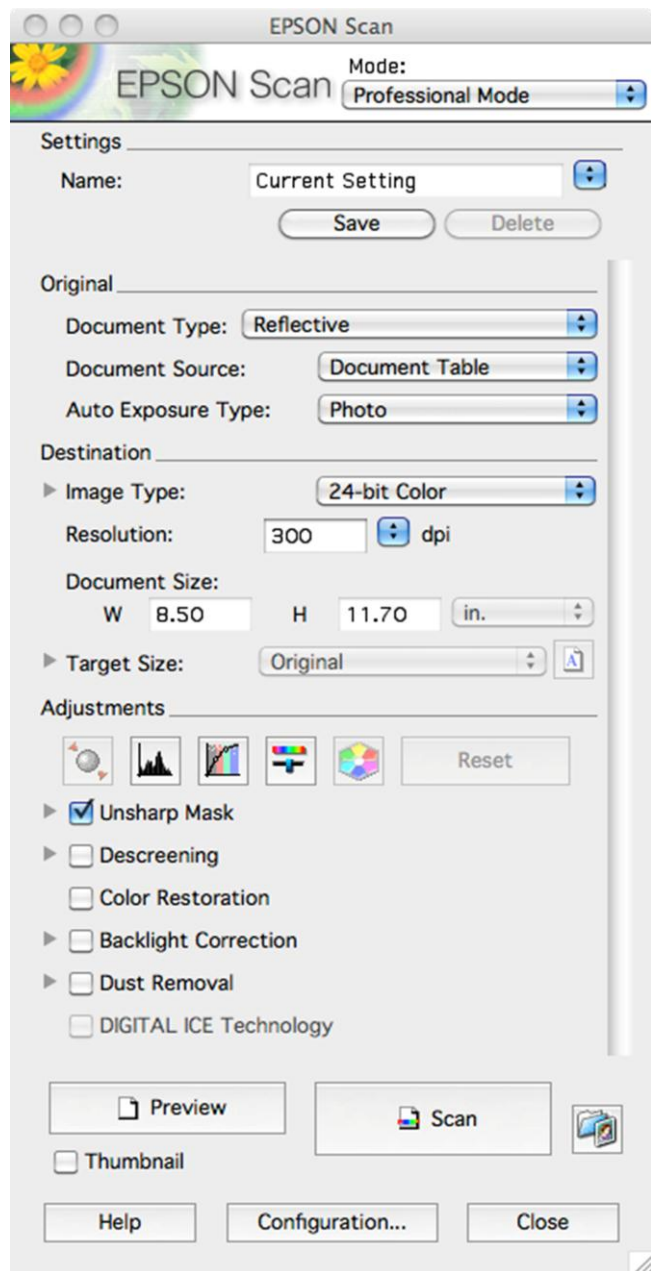 EPSON Scan
EPSON Scan
Mode:
Professional Mode
Settings
Name: Current Setting
Save Delete
Original
Document Type: Reflective
Document Source: Document Table
Auto Exposure Type: Photo
Destination
Image Type: 24-bit Color
Resolution: 300 dpi
Document Size:
W 8.50 H 11.70 in.
Target Size: Original A
Adjustments
Reset
Unsharp Mask
Descreening
Color Restoration
Backlight Correction
Dust Removal
DIGITAL ICE Technology
Preview Scan
Thumbnail
Help Configuration... Close